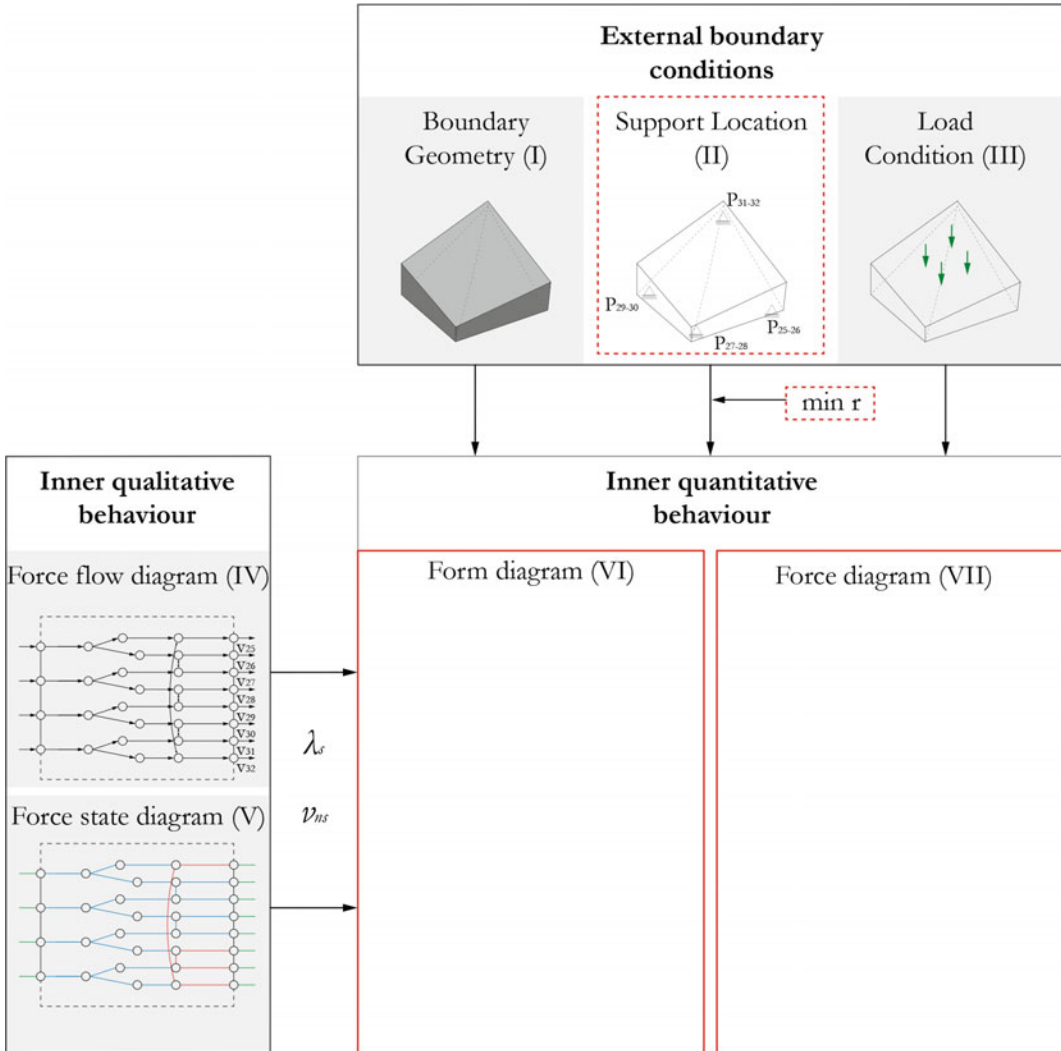 External boundary
conditions
Boundary
Geometry (I)
Support Location
(II)
Load
Condition (III)
P31-32
P29-30
P25-26
P27-28
min r
Inner qualitative
behaviour
Inner quantitative
behaviour
Force flow diagram (IV)
Form diagram (VI)
Force diagram (VII)
V25
V26
V27
V28
V29
V30
V31
V32
λs
νns
Force state diagram (V)